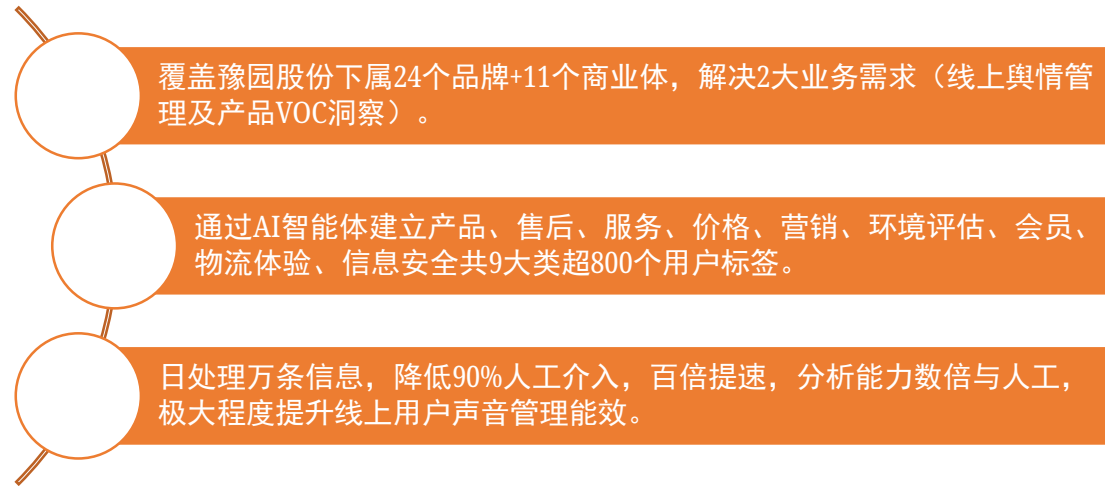 覆盖豫园股份下属24个品牌+11个商业体，解决2大业务需求（线上舆情管
理及产品VOC洞察）。
通过AI智能体建立产品、售后、服务、价格、营销、环境评估、会员、
物流体验、信息安全共9大类超800个用户标签。
日处理万条信息，降低90%人工介入，百倍提速，分析能力数倍与人工，
极大程度提升线上用户声音管理能效。